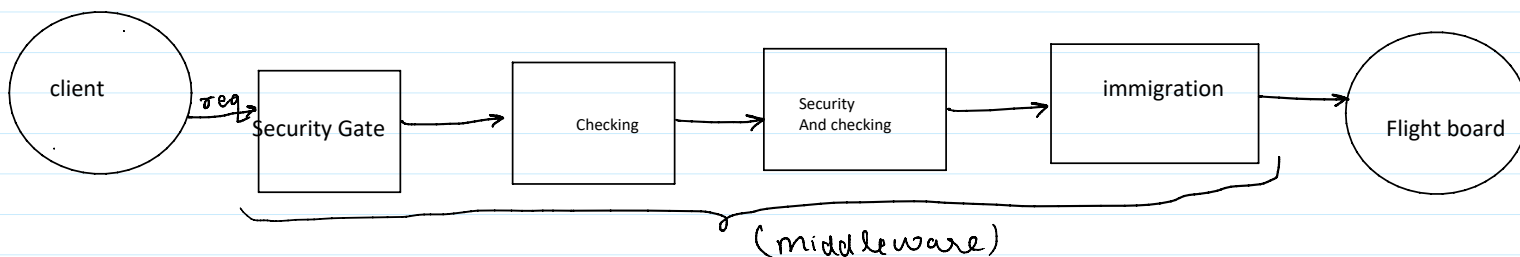 client
req
Security Gate
Checking
Security
And checking
immigration
Flight board
(middleware)